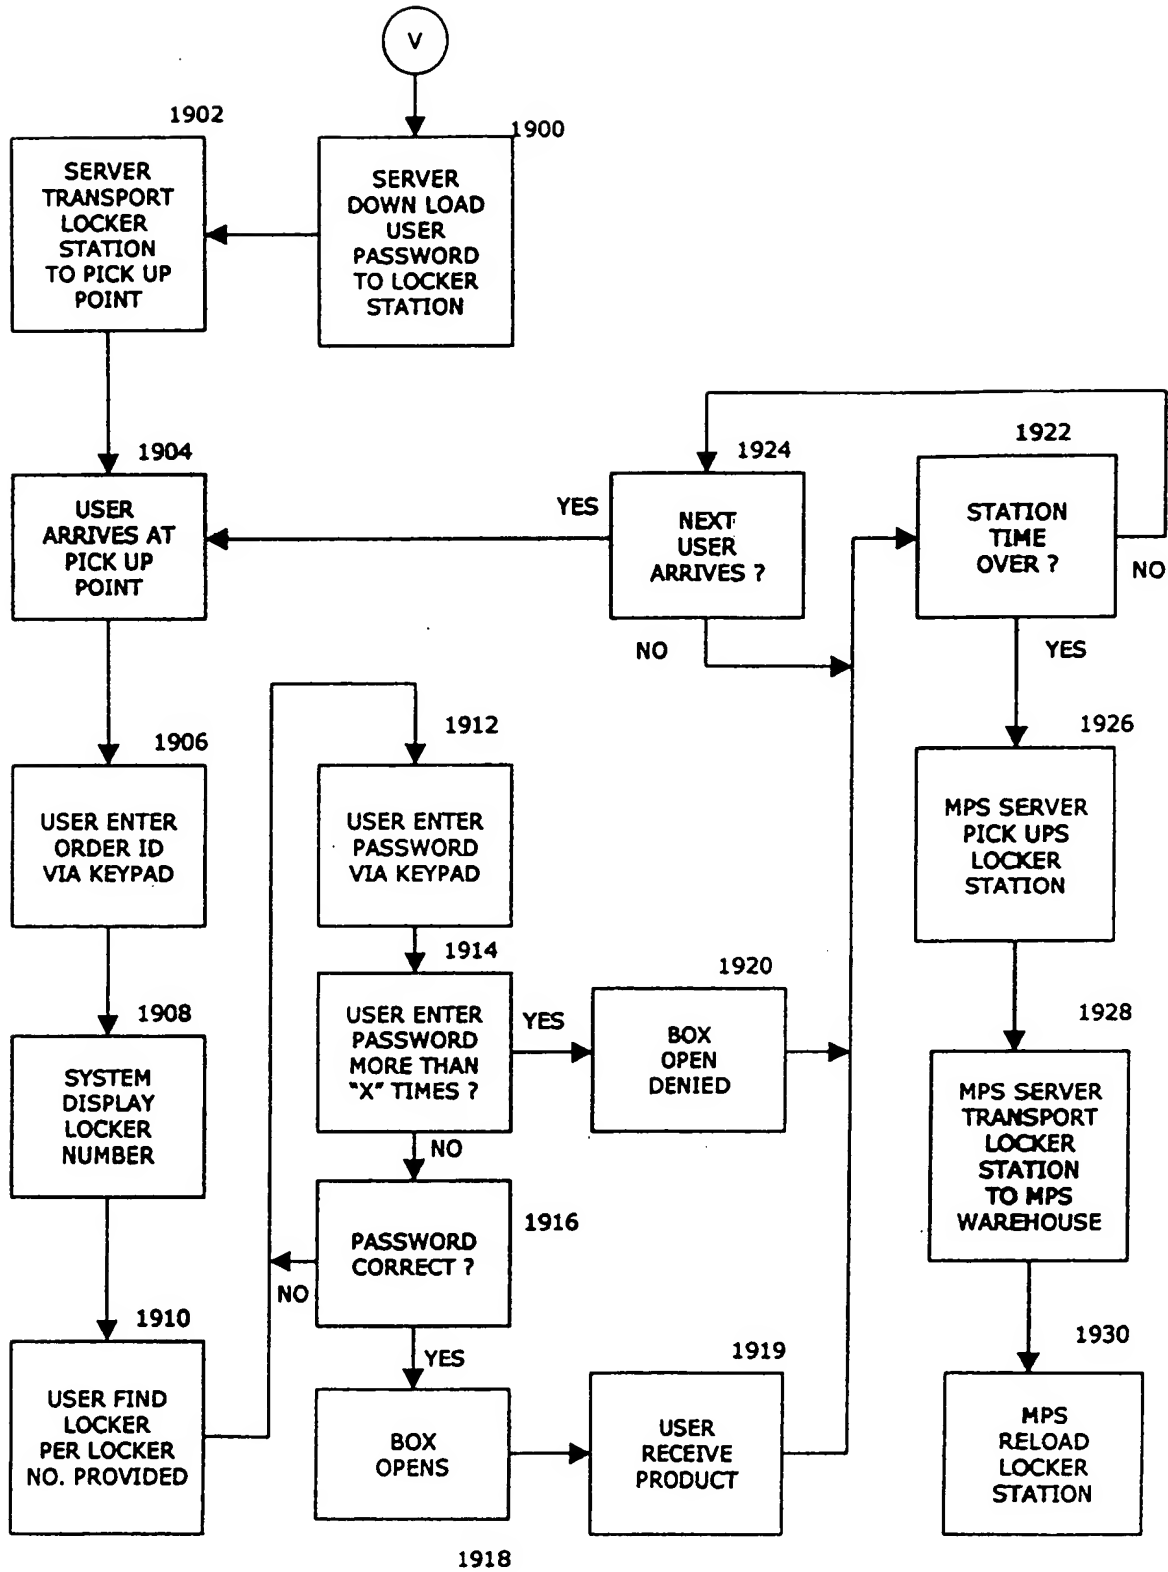 V
1902
SERVER
TRANSPORT
LOCKER
STATION
TO PICK UP
POINT
1900
SERVER
DOWN LOAD
USER
PASSWORD
TO LOCKER
STATION
1904
USER
ARRIVES AT
PICK UP
POINT
YES
1924
NEXT
USER
ARRIVES ?
NO
1922
STATION
TIME
OVER ?
NO
YES
1906
USER ENTER
ORDER ID
VIA KEYPAD
1912
USER ENTER
PASSWORD
VIA KEYPAD
1926
MPS SERVER
PICK UPS
LOCKER
STATION
1908
SYSTEM
DISPLAY
LOCKER
NUMBER
1914
USER ENTER
PASSWORD
MORE THAN
"X" TIMES ?
YES
NO
1920
BOX
OPEN
DENIED
1928
MPS SERVER
TRANSPORT
LOCKER
STATION
TO MPS
WAREHOUSE
1916
PASSWORD
CORRECT ?
NO
YES
1910
USER FIND
LOCKER
PER LOCKER
NO. PROVIDED
BOX
OPENS
1918
1919
USER
RECEIVE
PRODUCT
1930
MPS
RELOAD
LOCKER
STATION